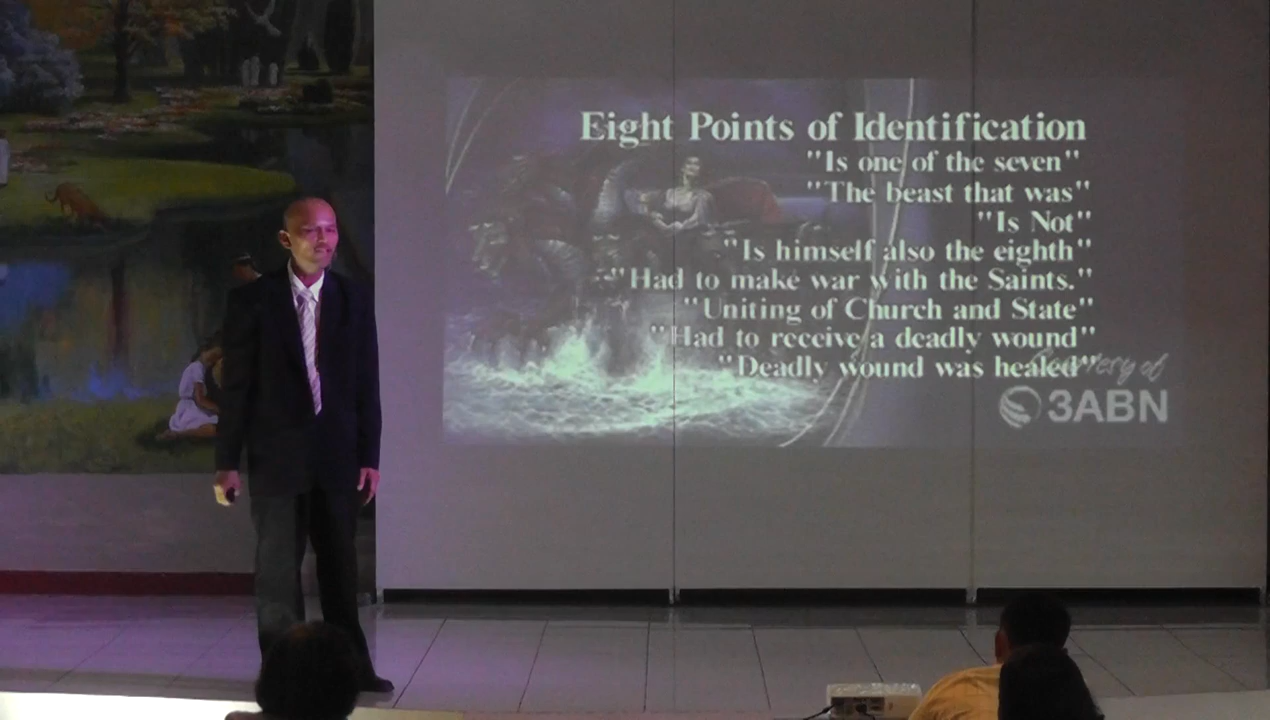 Eight Points of Identification
"Is one of the seven"
"The beast that was"
"Is Not"
"Is himself also the eighth"
"Had to make war with the Saints."
"Uniting of Church and State"
"Had to receive a deadly wound"
"Deadly wound was healed"
Courtesy of
3ABN